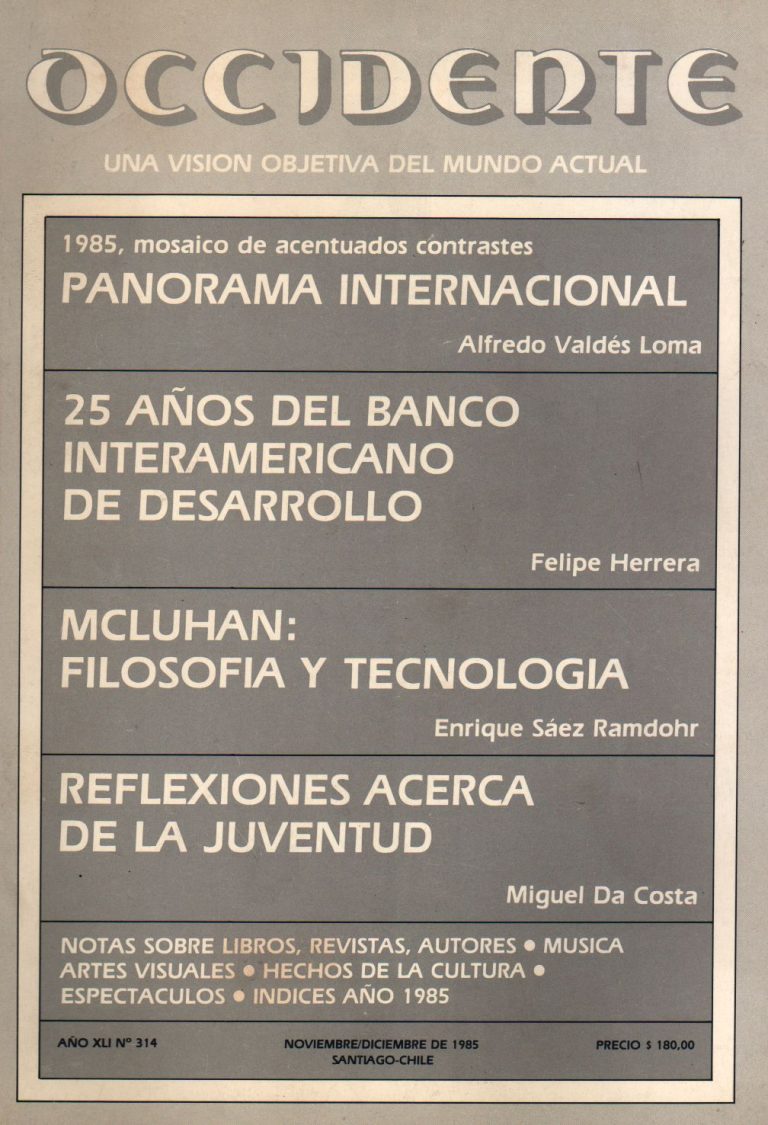 OCCIDENTE
UNA VISION OBJETIVA DEL MUNDO ACTUAL
1985, mosaico de acentuados contrastes
PANORAMA INTERNACIONAL
Alfredo Valdés Loma
25 AÑOS DEL BANCO
INTERAMERICANO
DE DESARROLLO
Felipe Herrera
MCLUHAN:
FILOSOFIA Y TECNOLOGIA
Enrique Sáez Ramdohr
REFLEXIONES ACERCA
DE LA JUVENTUD
Miguel Da Costa
NOTAS SOBRE LIBROS, REVISTAS, AUTORES ● MUSICA
ARTES VISUALES ● HECHOS DE LA CULTURA ●
ESPECTACULOS ● INDICES AÑO 1985
AÑO XLI Nº 314 NOVIEMBRE/DICIEMBRE DE 1985 PRECIO $ 180,00
SANTIAGO-CHILE